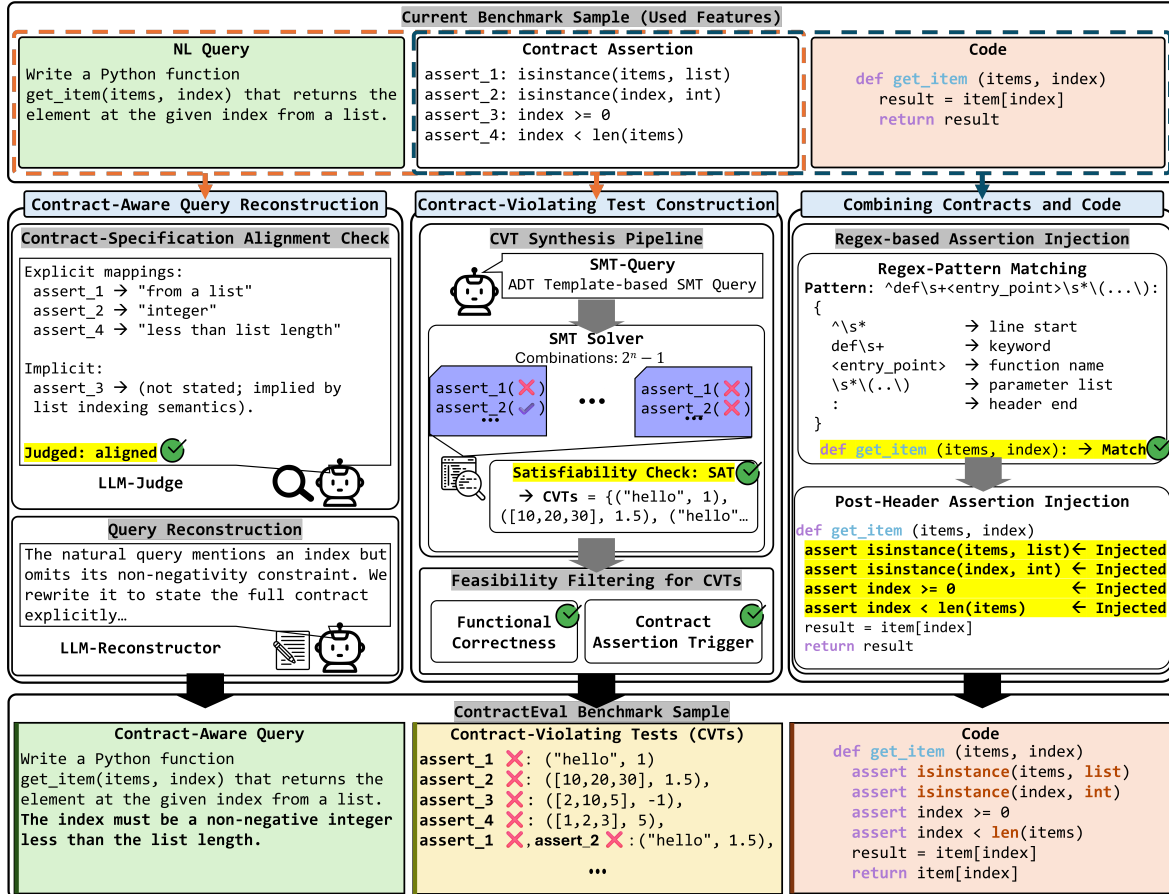 Current Benchmark Sample (Used Features)
NL Query
Write a Python function
get_item(items, index) that returns the
element at the given index from a list.
Contract Assertion
assert_1: isinstance(items, list)
assert_2: isinstance(index, int)
assert_3: index >= 0
assert_4: index < len(items)
Code
def get_item (items, index)
result = item[index]
return result
Contract-Aware Query Reconstruction
Contract-Specification Alignment Check
Explicit mappings:
assert_1 → "from a list"
assert_2 → "integer"
assert_4 → "less than list length"
Implicit:
assert_3 → (not stated; implied by
list indexing semantics).
Judged: aligned
LLM-Judge
Query Reconstruction
The natural query mentions an index but
omits its non-negativity constraint. We
rewrite it to state the full contract
explicitly…
LLM-Reconstructor
Contract-Violating Test Construction
CVT Synthesis Pipeline
SMT-Query
ADT Template-based SMT Query
SMT Solver
Combinations: 2ⁿ − 1
assert_1(❌)
assert_2(✓)
...
...
assert_1(❌)
assert_2(❌)
...
Satisfiability Check: SAT
→ CVTs = {("hello", 1),
([10,20,30], 1.5), ("hello"…
Feasibility Filtering for CVTs
Functional
Correctness
Contract
Assertion Trigger
Combining Contracts and Code
Regex-based Assertion Injection
Regex-Pattern Matching
Pattern: ^def\s+<entry_point>\s*\(...\):
{
^\s* → line start
def\s+ → keyword
<entry_point> → function name
\s*\(..\) → parameter list
: → header end
}
def get_item (items, index): → Match
Post-Header Assertion Injection
def get_item (items, index)
assert isinstance(items, list) ← Injected
assert isinstance(index, int) ← Injected
assert index >= 0 ← Injected
assert index < len(items) ← Injected
result = item[index]
return result
ContractEval Benchmark Sample
Contract-Aware Query
Write a Python function
get_item(items, index) that returns the
element at the given index from a list.
The index must be a non-negative integer
less than the list length.
Contract-Violating Tests (CVTs)
assert_1 ❌: ("hello", 1)
assert_2 ❌: ([10,20,30], 1.5),
assert_3 ❌: ([2,10,5], -1),
assert_4 ❌: ([1,2,3], 5),
assert_1 ❌, assert_2 ❌:("hello", 1.5),
...
Code
def get_item (items, index)
assert isinstance(items, list)
assert isinstance(index, int)
assert index >= 0
assert index < len(items)
result = item[index]
return item[index]